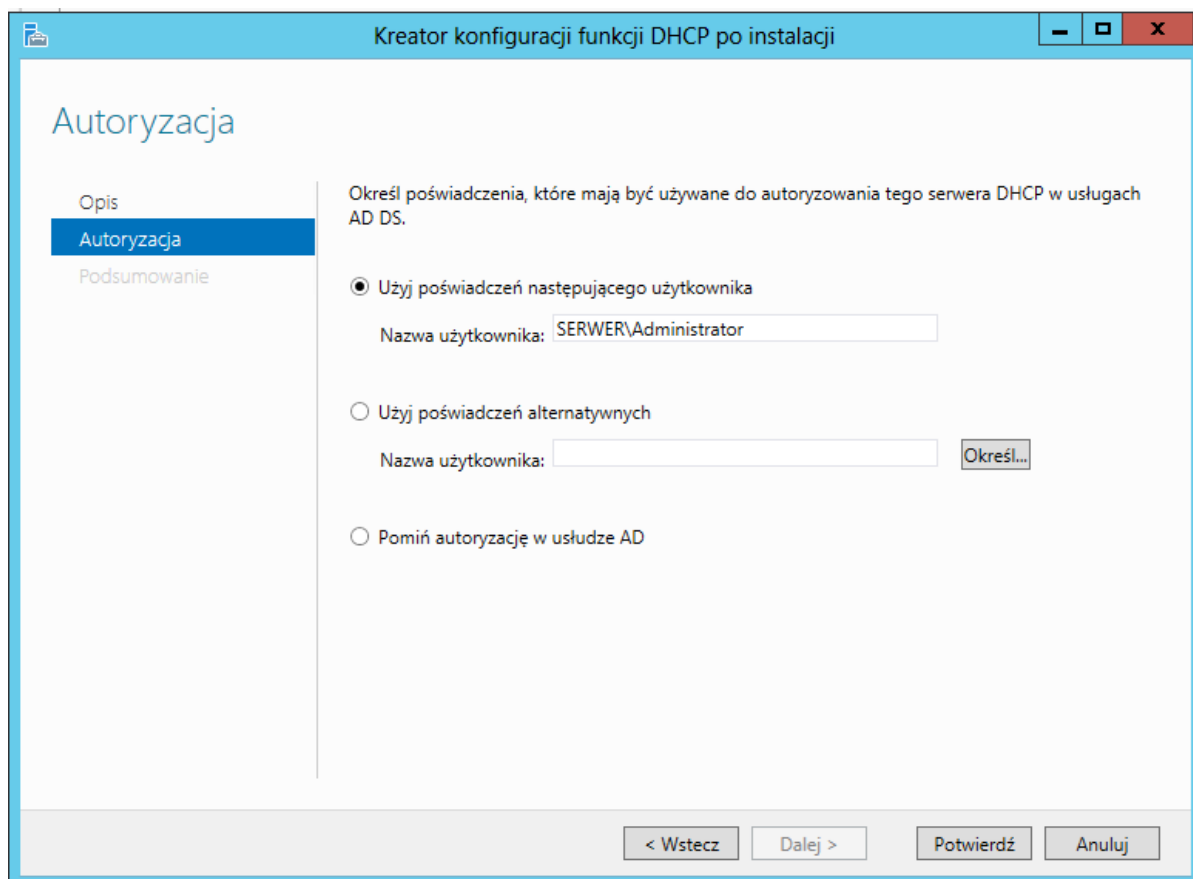 Kreator konfiguracji funkcji DHCP po instalacji
Autoryzacja
Opis
Autoryzacja
Podsumowanie
Określ poświadczenia, które mają być używane do autoryzowania tego serwera DHCP w usługach
AD DS.
Użyj poświadczeń następującego użytkownika
Nazwa użytkownika: SERWER\Administrator
Użyj poświadczeń alternatywnych
Nazwa użytkownika:
Określ...
Pomiń autoryzację w usłudze AD
< Wstecz
Dalej >
Potwierdź
Anuluj